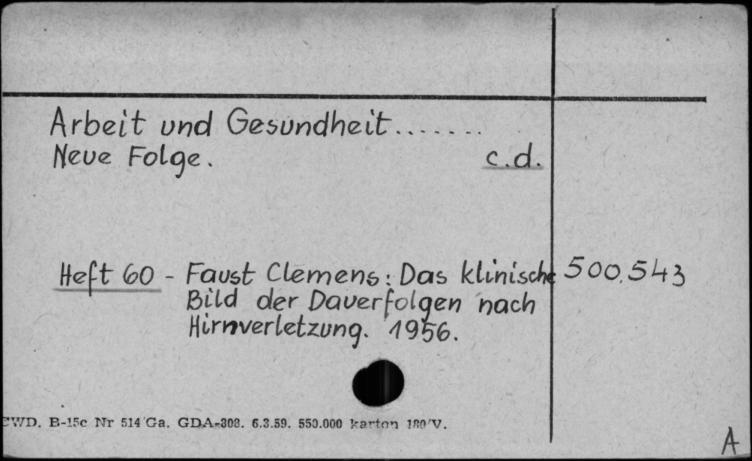 Arbeit und Gesundheit.......
Neue Folge. c.d.
Heft 60 - Faust Clemens: Das klinische 500.543
Bild der Dauerfolgen nach
Hirnverletzung. 1956.
B-15c Nr 514 Ga. GDA-308. 6.3.59. 550.000 karton 180 V.
A